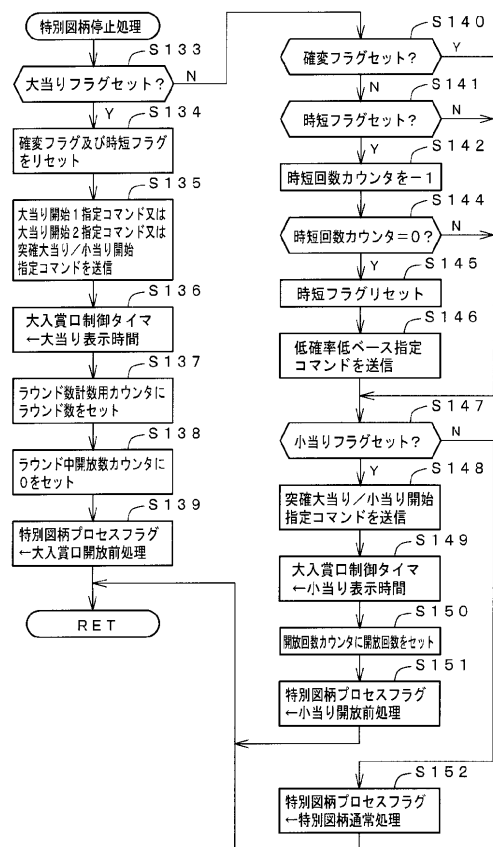 特別図柄停止処理
S133
大当りフラグセット？
N
Y
S134
確変フラグ及び時短フラグ
をリセット
S135
大当り開始1指定コマンド又は
大当り開始2指定コマンド又は
突確大当り／小当り開始
指定コマンドを送信
S136
大入賞口制御タイマ
←大当り表示時間
S137
ラウンド数計数用カウンタに
ラウンド数をセット
S138
ラウンド中開放数カウンタに
0をセット
S139
特別図柄プロセスフラグ
←大入賞口開放前処理
RET
S140
確変フラグセット？
Y
N
S141
時短フラグセット？
N
Y
S142
時短回数カウンタを－1
S144
時短回数カウンタ＝0？
N
Y
S145
時短フラグリセット
S146
低確率低ベース指定
コマンドを送信
S147
小当りフラグセット？
N
Y
S148
突確大当り／小当り開始
指定コマンドを送信
S149
大入賞口制御タイマ
←小当り表示時間
S150
開放回数カウンタに開放回数をセット
S151
特別図柄プロセスフラグ
←小当り開放前処理
S152
特別図柄プロセスフラグ
←特別図柄通常処理